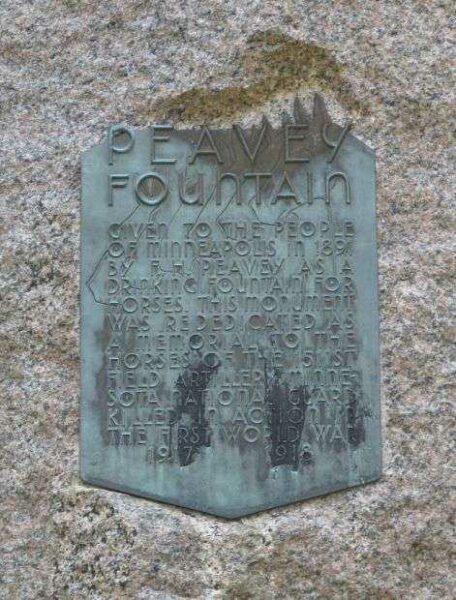 PEAVEY
FOUNTAIN
GIVEN TO THE PEOPLE
OF MINNEAPOLIS IN 1891
BY F. H. PEAVEY AS A
DRINKING FOUNTAIN FOR
HORSES. THIS MONUMENT
WAS REDEDICATED AS
A MEMORIAL TO THE
HORSES OF THE 151ST
FIELD ARTILLERY MINNE-
SOTA NATIONAL GUARD
KILLED IN ACTION IN
THE FIRST WORLD WAR
1917 1918